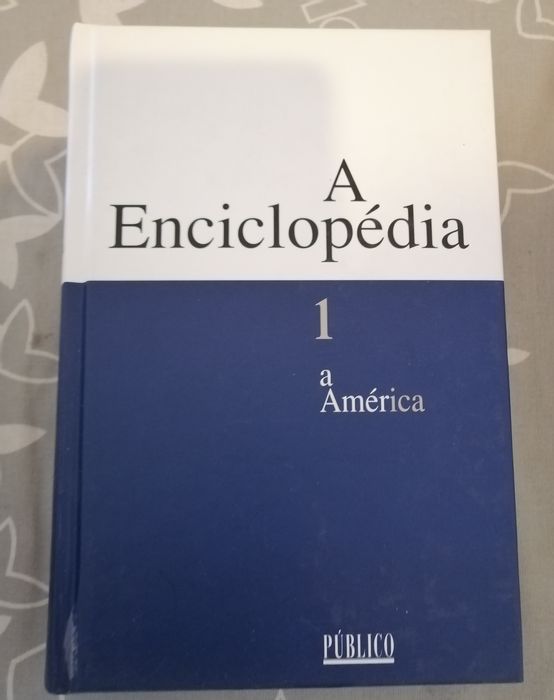 A
Enciclopédia
1
a
América
PÚBLICO